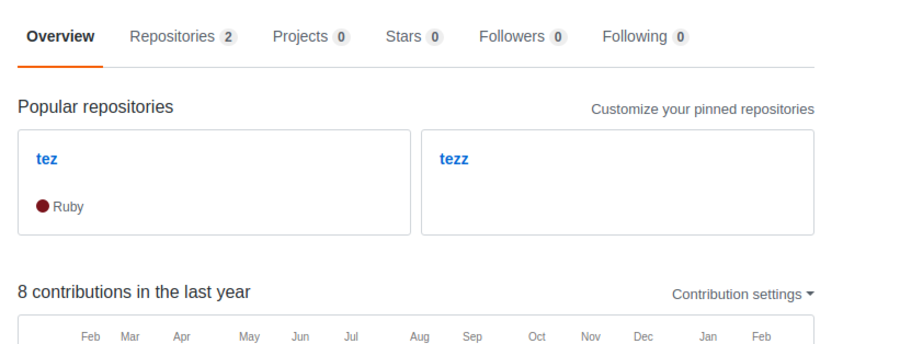 Overview Repositories 2 Projects 0 Stars 0 Followers 0 Following 0
Popular repositories Customize your pinned repositories
tez tezz
Ruby
8 contributions in the last year Contribution settings
Feb Mar Apr May Jun Jul Aug Sep Oct Nov Dec Jan Feb